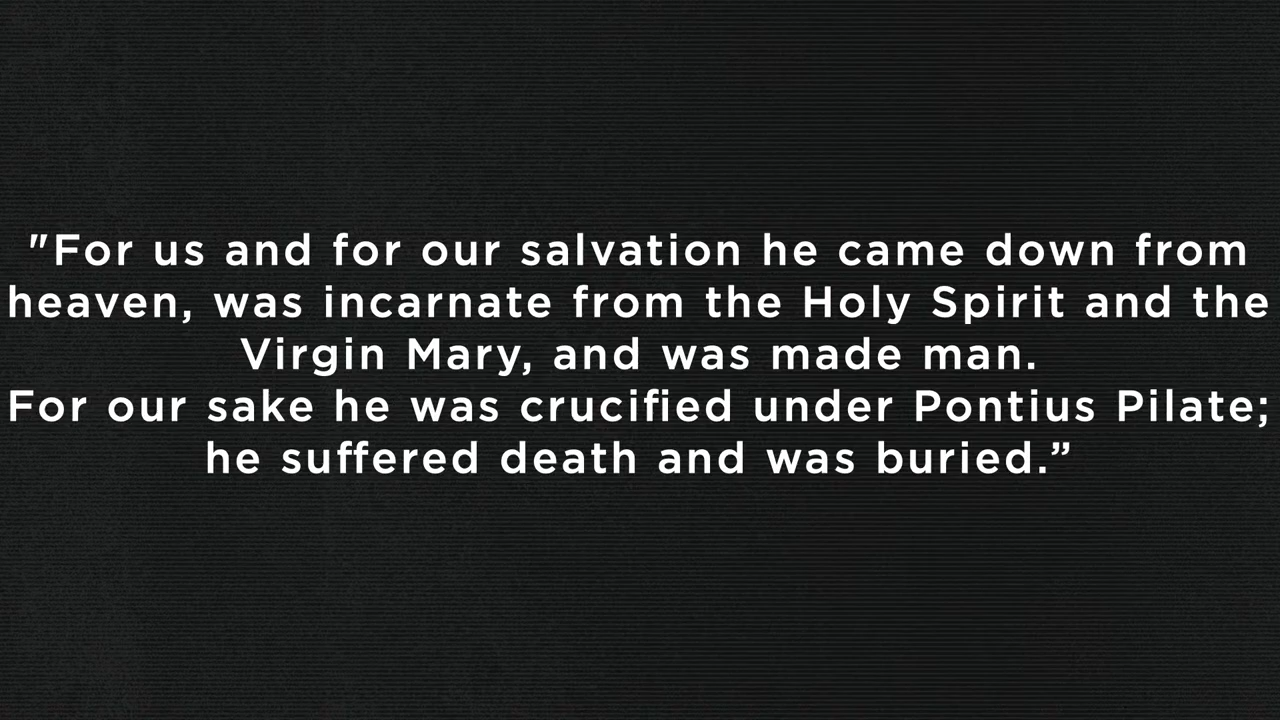 "For us and for our salvation he came down from
heaven, was incarnate from the Holy Spirit and the
Virgin Mary, and was made man.
For our sake he was crucified under Pontius Pilate;
he suffered death and was buried.”